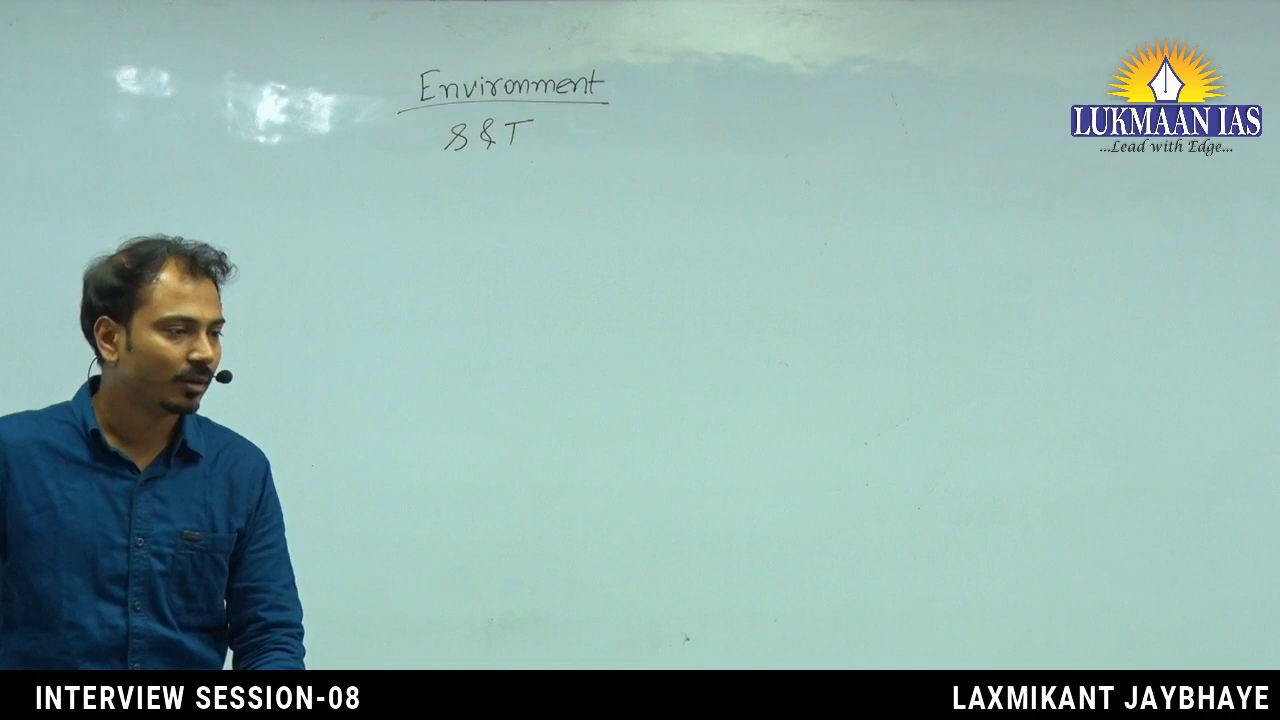 Environment
S & T
LUKMAAN IAS
...Lead with Edge...
INTERVIEW SESSION-08
LAXMIKANT JAYBHAYE